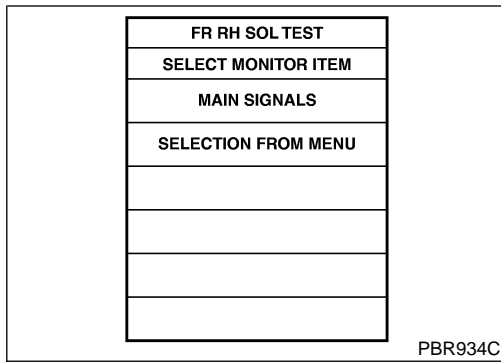 FR RH SOL TEST
SELECT MONITOR ITEM
MAIN SIGNALS
SELECTION FROM MENU
PBR934C